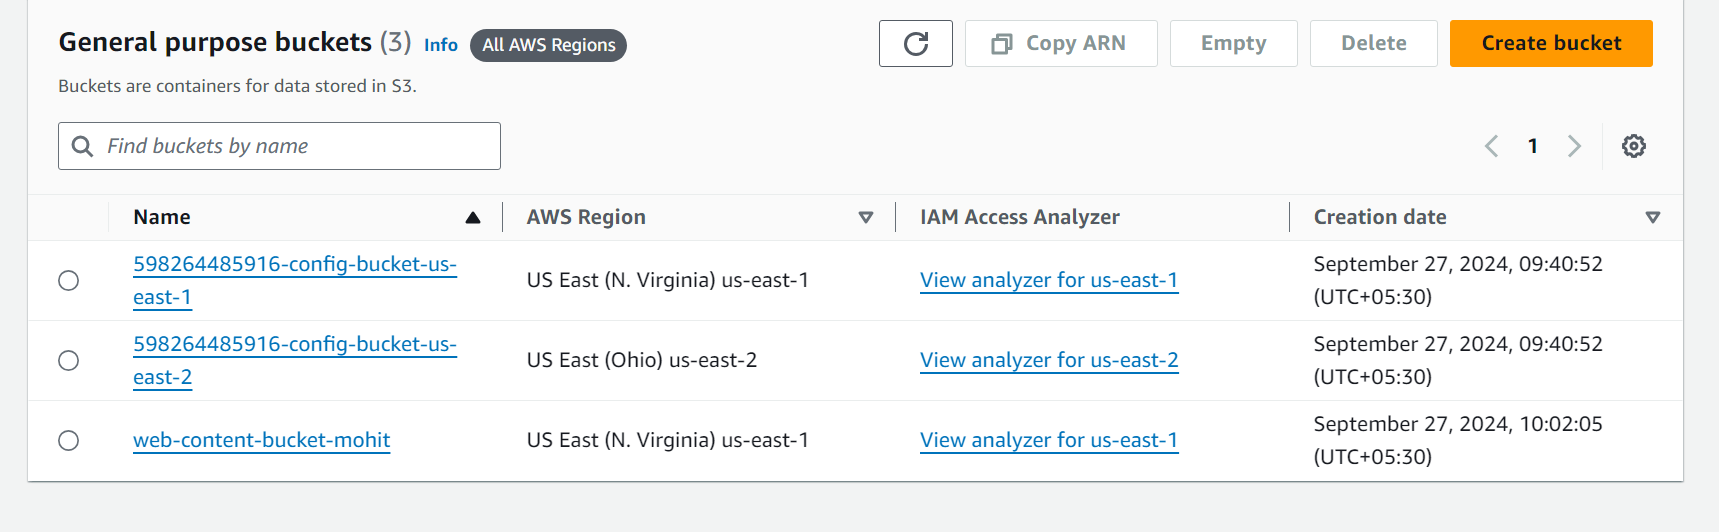 General purpose buckets (3) Info All AWS Regions
Copy ARN Empty Delete Create bucket
Buckets are containers for data stored in S3.
Find buckets by name
1
Name AWS Region IAM Access Analyzer Creation date
598264485916-config-bucket-us-
east-1
US East (N. Virginia) us-east-1
View analyzer for us-east-1
September 27, 2024, 09:40:52
(UTC+05:30)
598264485916-config-bucket-us-
east-2
US East (Ohio) us-east-2
View analyzer for us-east-2
September 27, 2024, 09:40:52
(UTC+05:30)
web-content-bucket-mohit
US East (N. Virginia) us-east-1
View analyzer for us-east-1
September 27, 2024, 10:02:05
(UTC+05:30)